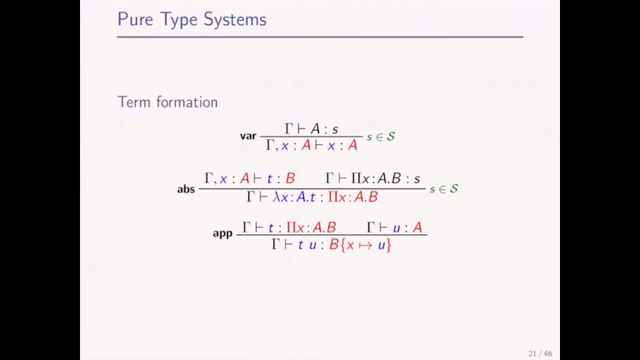 Pure Type Systems
Term formation
var Γ ⊢ A : s
Γ, x : A ⊢ x : A s ∈ 𝒮
abs Γ, x : A ⊢ t : B Γ ⊢ Πx : A.B : s
Γ ⊢ λx : A.t : Πx : A.B s ∈ 𝒮
app Γ ⊢ t : Πx : A.B Γ ⊢ u : A
Γ ⊢ t u : B{x ↦ u}
21 / 46